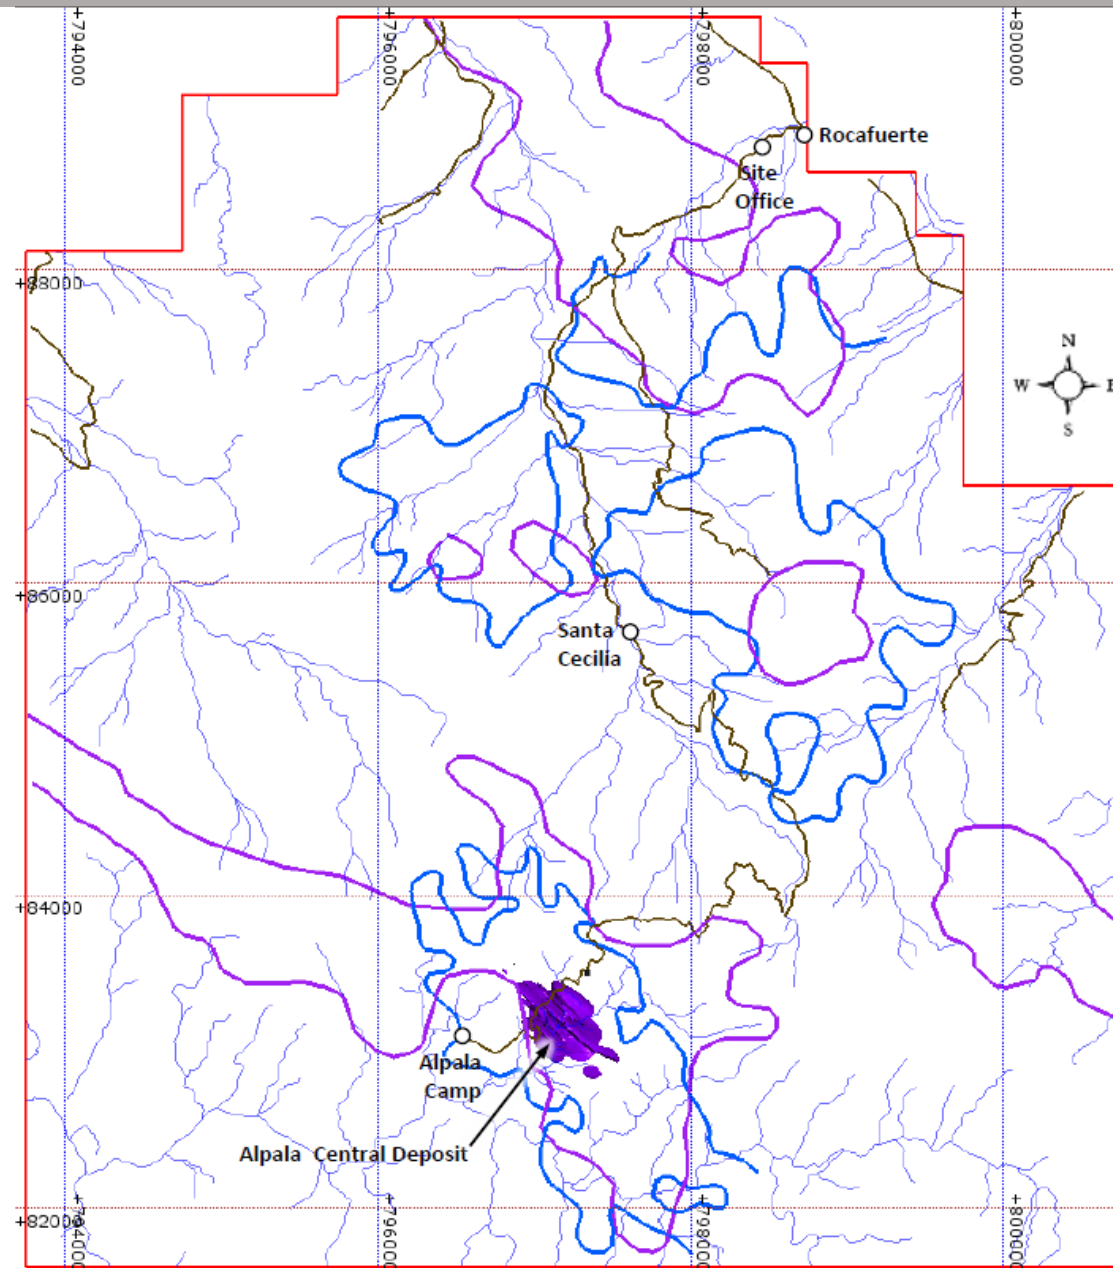 +794000
+796000
+798000
+800000
Rocafuerte
Site
Office
+88000
N
W
E
S
+86000
Santa
Cecilia
+84000
Alpala
Camp
Alpala Central Deposit
+82000
+794000
+796000
+798000
+800000